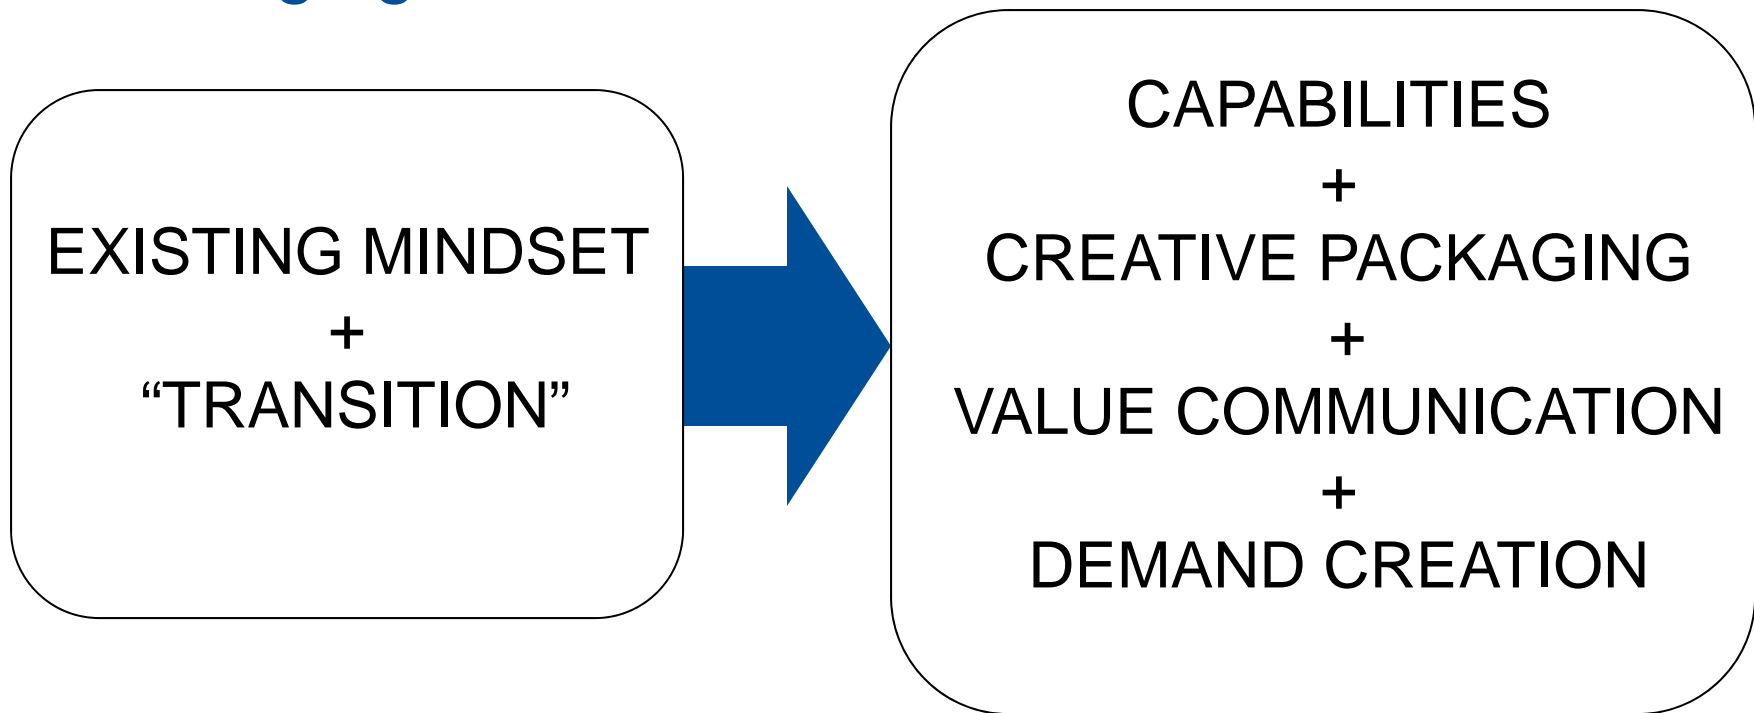 EXISTING MINDSET
+
“TRANSITION”
CAPABILITIES
+
CREATIVE PACKAGING
+
VALUE COMMUNICATION
+
DEMAND CREATION